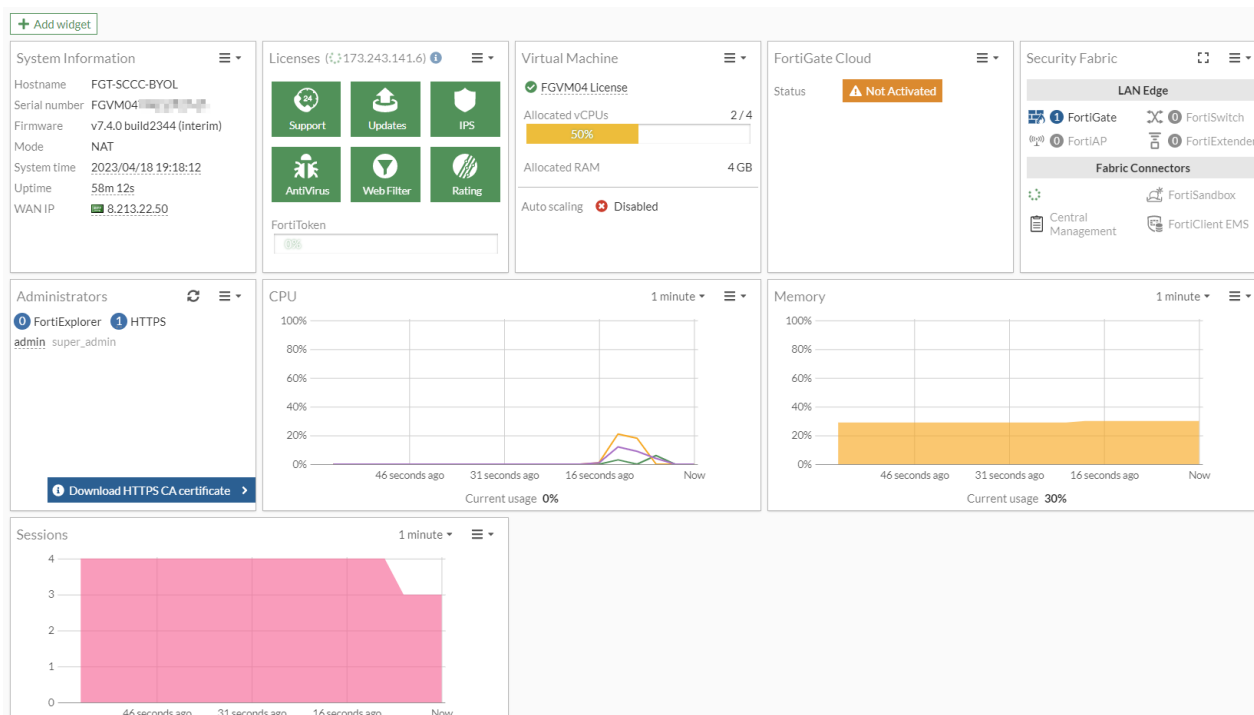 Add widget
System Information
Hostname FGT-SCCC-BYOL
Serial number FGVM04
Firmware v7.4.0 build2344 (interim)
Mode NAT
System time 2023/04/18 19:18:12
Uptime 58m 12s
WAN IP 8.213.22.50
Licenses (173.243.141.6)
24
Support Updates IPS
AntiVirus Web Filter Rating
FortiToken
0%
Virtual Machine
FGVM04 License
Allocated vCPUs 2 / 4
50%
Allocated RAM 4 GB
Auto scaling Disabled
FortiGate Cloud
Status Not Activated
Security Fabric
LAN Edge
1 FortiGate 0 FortiSwitch
0 FortiAP 0 FortiExtender
Fabric Connectors
FortiSandbox
Central Management FortiClient EMS
Administrators
0 FortiExplorer 1 HTTPS
admin super_admin
Download HTTPS CA certificate
CPU 1 minute
100%
80%
60%
40%
20%
0%
46 seconds ago 31 seconds ago 16 seconds ago Now
Current usage 0%
Memory 1 minute
100%
80%
60%
40%
20%
0%
46 seconds ago 31 seconds ago 16 seconds ago Now
Current usage 30%
Sessions 1 minute
4
3
2
1
0
46 seconds ago 31 seconds ago 16 seconds ago Now